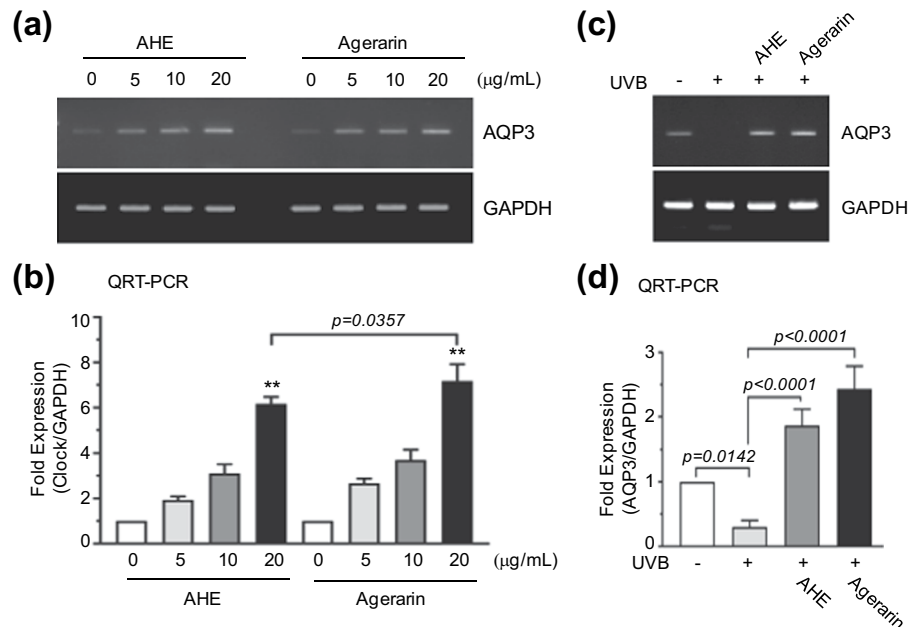 (a)
AHE Agerarin
0 5 10 20 0 5 10 20 (μg/mL)
AQP3
GAPDH
(b) QRT-PCR
Fold Expression
(Clock/GAPDH)
10
8
6
4
2
0
p=0.0357
** **
0 5 10 20 0 5 10 20 (μg/mL)
AHE Agerarin
(c)
AHE Agerarin
UVB - + + +
AQP3
GAPDH
(d) QRT-PCR
Fold Expression
(AQP3/GAPDH)
3
2
1
0
p<0.0001
p<0.0001
p=0.0142
UVB - + + +
AHE Agerarin